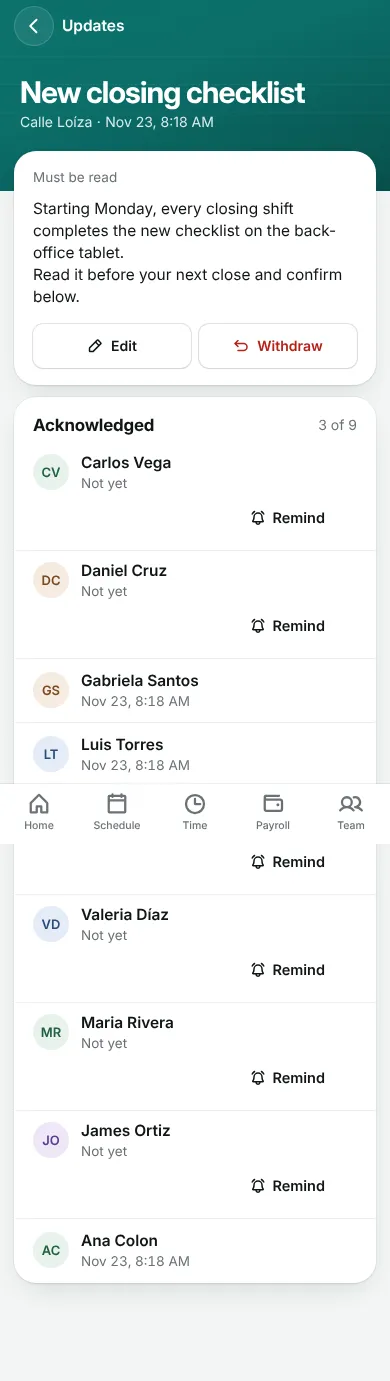 Updates
New closing checklist
Calle Loíza · Nov 23, 8:18 AM
Must be read
Starting Monday, every closing shift
completes the new checklist on the back-
office tablet.
Read it before your next close and confirm
below.
Edit
Withdraw
Acknowledged
3 of 9
CV
Carlos Vega
Not yet
Remind
DC
Daniel Cruz
Not yet
Remind
GS
Gabriela Santos
Nov 23, 8:18 AM
LT
Luis Torres
Nov 23, 8:18 AM
Home
Schedule
Time
Payroll
Team
Remind
VD
Valeria Díaz
Not yet
Remind
MR
Maria Rivera
Not yet
Remind
JO
James Ortiz
Not yet
Remind
AC
Ana Colon
Nov 23, 8:18 AM